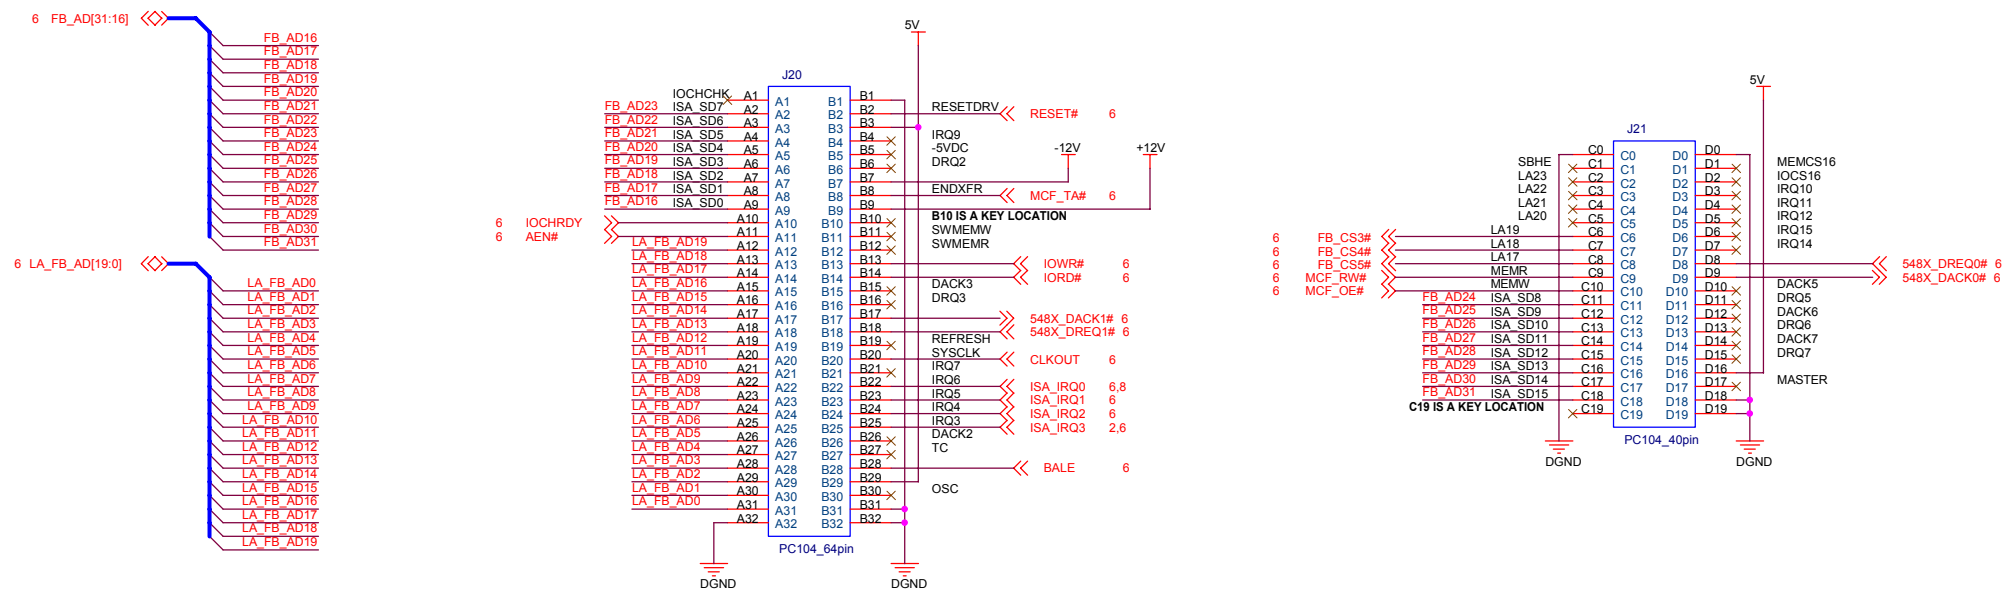 6 FB_AD[31:16]
FB_AD16
FB_AD17
FB_AD18
FB_AD19
FB_AD20
FB_AD21
FB_AD22
FB_AD23
FB_AD24
FB_AD25
FB_AD26
FB_AD27
FB_AD28
FB_AD29
FB_AD30
FB_AD31
6 LA_FB_AD[19:0]
LA_FB_AD0
LA_FB_AD1
LA_FB_AD2
LA_FB_AD3
LA_FB_AD4
LA_FB_AD5
LA_FB_AD6
LA_FB_AD7
LA_FB_AD8
LA_FB_AD9
LA_FB_AD10
LA_FB_AD11
LA_FB_AD12
LA_FB_AD13
LA_FB_AD14
LA_FB_AD15
LA_FB_AD16
LA_FB_AD17
LA_FB_AD18
LA_FB_AD19
5V
J20
IOCHCHK A1 A1 B1 B1
FB_AD23 ISA_SD7 A2 A2 B2 B2 RESETDRV RESET# 6
FB_AD22 ISA_SD6 A3 A3 B3 B3
FB_AD21 ISA_SD5 A4 A4 B4 B4 IRQ9
FB_AD20 ISA_SD4 A5 A5 B5 B5 -5VDC
FB_AD19 ISA_SD3 A6 A6 B6 B6 DRQ2
-12V +12V
FB_AD18 ISA_SD2 A7 A7 B7 B7
FB_AD17 ISA_SD1 A8 A8 B8 B8 ENDXFR MCF_TA# 6
FB_AD16 ISA_SD0 A9 A9 B9 B9
6 IOCHRDY A10 A10 B10 B10 B10 IS A KEY LOCATION
6 AEN# A11 A11 B11 B11 SWMEMW
LA_FB_AD19 A12 A12 B12 B12 SWMEMR
LA_FB_AD18 A13 A13 B13 B13 IOWR# 6
LA_FB_AD17 A14 A14 B14 B14 IORD# 6
LA_FB_AD16 A15 A15 B15 B15 DACK3
LA_FB_AD15 A16 A16 B16 B16 DRQ3
LA_FB_AD14 A17 A17 B17 B17 548X_DACK1# 6
LA_FB_AD13 A18 A18 B18 B18 548X_DREQ1# 6
LA_FB_AD12 A19 A19 B19 B19 REFRESH
LA_FB_AD11 A20 A20 B20 B20 SYSCLK CLKOUT 6
LA_FB_AD10 A21 A21 B21 B21 IRQ7
LA_FB_AD9 A22 A22 B22 B22 IRQ6 ISA_IRQ0 6,8
LA_FB_AD8 A23 A23 B23 B23 IRQ5 ISA_IRQ1 6
LA_FB_AD7 A24 A24 B24 B24 IRQ4 ISA_IRQ2 6
LA_FB_AD6 A25 A25 B25 B25 IRQ3 ISA_IRQ3 2,6
LA_FB_AD5 A26 A26 B26 B26 DACK2
LA_FB_AD4 A27 A27 B27 B27 TC
LA_FB_AD3 A28 A28 B28 B28 BALE 6
LA_FB_AD2 A29 A29 B29 B29
LA_FB_AD1 A30 A30 B30 B30 OSC
LA_FB_AD0 A31 A31 B31 B31
A32 A32 B32 B32
PC104_64pin
DGND
DGND
5V
J21
C0 C0 D0 D0
SBHE C1 C1 D1 D1 MEMCS16
LA23 C2 C2 D2 D2 IOCS16
LA22 C3 C3 D3 D3 IRQ10
LA21 C4 C4 D4 D4 IRQ11
LA20 C5 C5 D5 D5 IRQ12
6 FB_CS3# LA19 C6 C6 D6 D6 IRQ15
6 FB_CS4# LA18 C7 C7 D7 D7 IRQ14
6 FB_CS5# LA17 C8 C8 D8 D8 548X_DREQ0# 6
6 MCF_RW# MEMR C9 C9 D9 D9 548X_DACK0# 6
6 MCF_OE# MEMW C10 C10 D10 D10 DACK5
FB_AD24 ISA_SD8 C11 C11 D11 D11 DRQ5
FB_AD25 ISA_SD9 C12 C12 D12 D12 DACK6
FB_AD26 ISA_SD10 C13 C13 D13 D13 DRQ6
FB_AD27 ISA_SD11 C14 C14 D14 D14 DACK7
FB_AD28 ISA_SD12 C15 C15 D15 D15 DRQ7
FB_AD29 ISA_SD13 C16 C16 D16 D16
FB_AD30 ISA_SD14 C17 C17 D17 D17 MASTER
FB_AD31 ISA_SD15 C18 C18 D18 D18
C19 IS A KEY LOCATION C19 C19 D19 D19
PC104_40pin
DGND
DGND